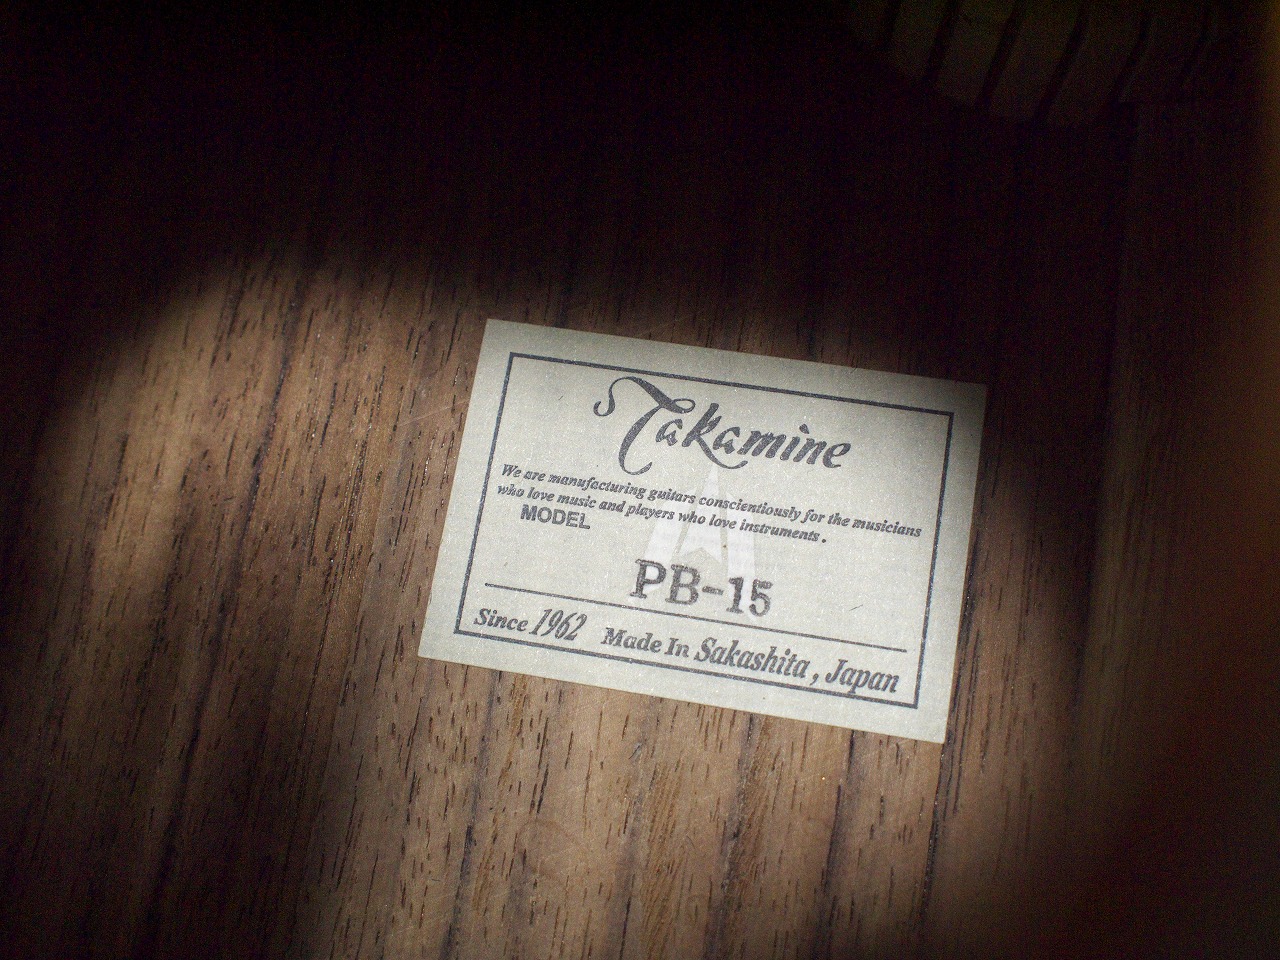 Takamine
We are manufacturing guitars conscientiously for the musicians
who love music and players who love instruments.
MODEL
PB-15
Since 1962 Made In Sakashita, Japan